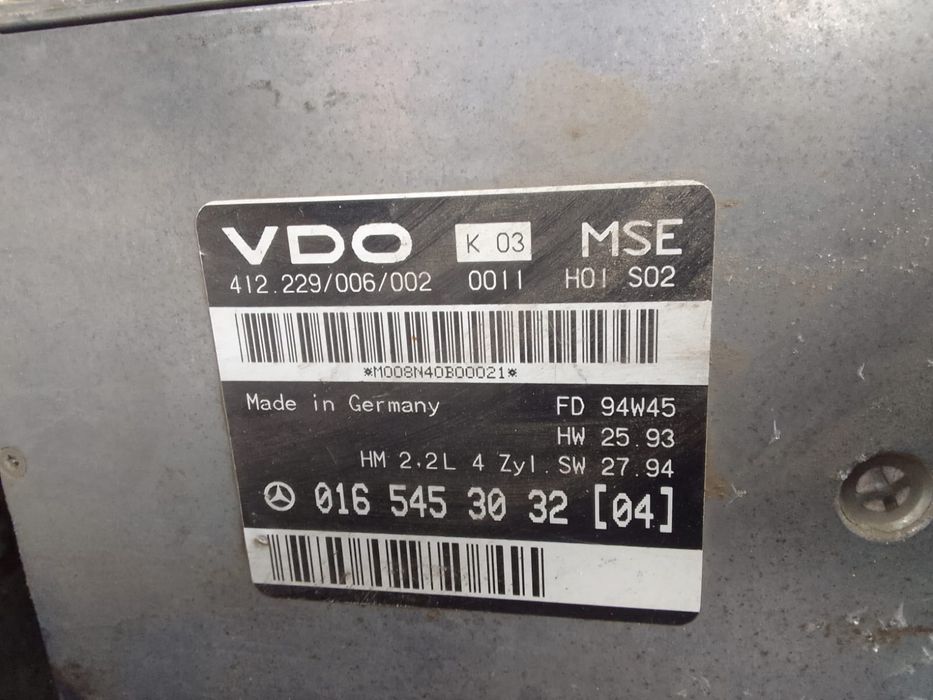 VDO K 03 MSE
412.229/006/002 0011 H01 S02
*M008N40B00021*
Made in Germany FD 94W45
HW 25.93
HM 2,2L 4 Zyl. SW 27.94
016 545 30 32 [04]